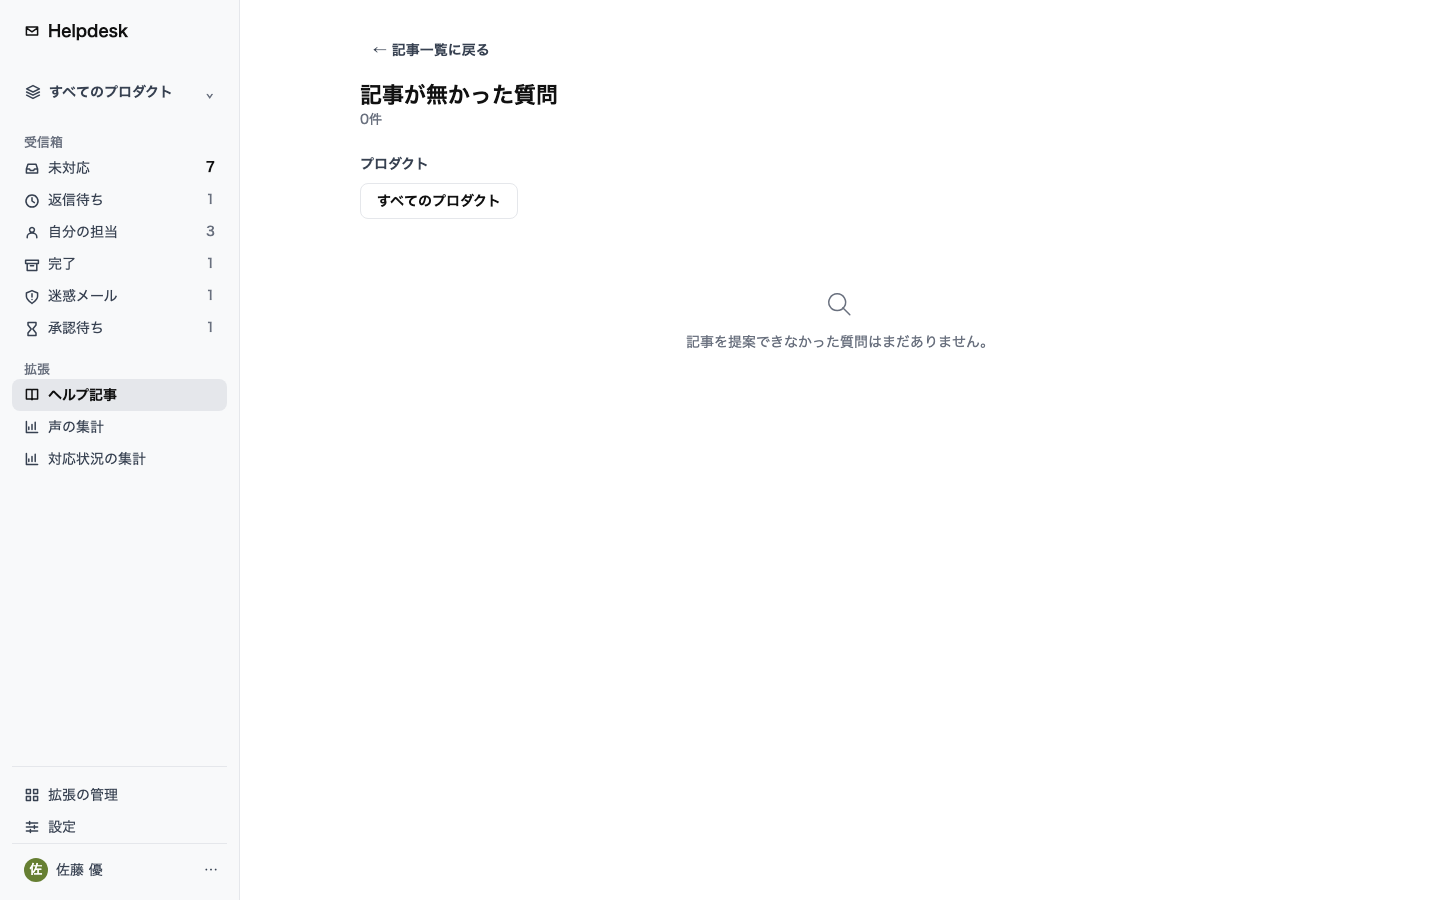 Helpdesk
すべてのプロダクト
受信箱
未対応 7
返信待ち 1
自分の担当 3
完了 1
迷惑メール 1
承認待ち 1
拡張
ヘルプ記事
声の集計
対応状況の集計
拡張の管理
設定
佐 佐藤 優 …
← 記事一覧に戻る
記事が無かった質問
0件
プロダクト
すべてのプロダクト
記事を提案できなかった質問はまだありません。